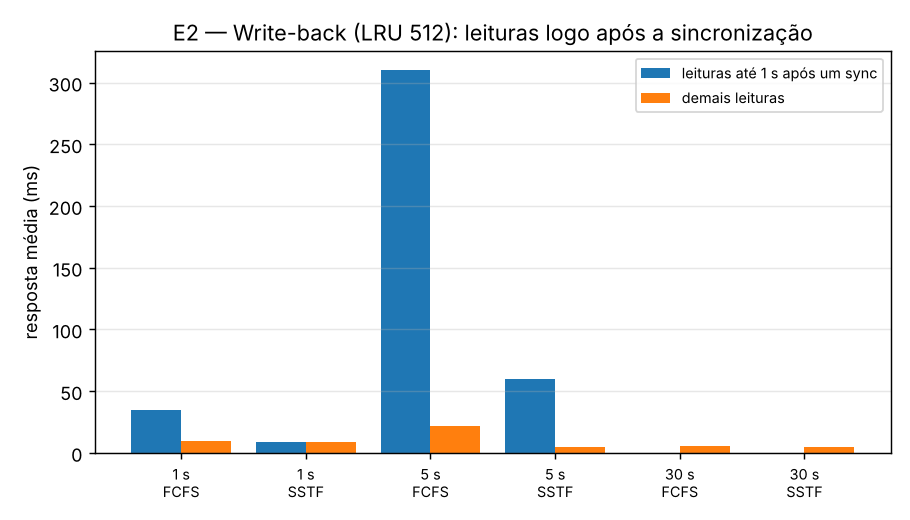 E2 — Write-back (LRU 512): leituras logo após a sincronização
resposta média (ms)
300
250
200
150
100
50
0
leituras até 1 s após um sync
demais leituras
1 s
FCFS
1 s
SSTF
5 s
FCFS
5 s
SSTF
30 s
FCFS
30 s
SSTF